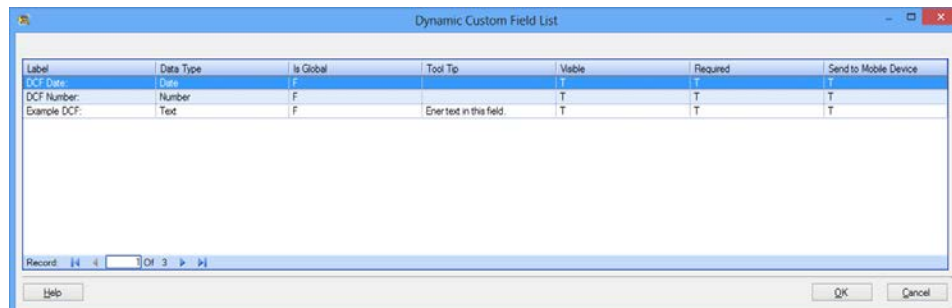 Dynamic Custom Field List
Label Data Type Is Global Tool Tip Visible Required Send to Mobile Device
DCF Date: Date F T T T
DCF Number: Number F T T T
Example DCF: Text F Ener text in this field. T T T
Record: 1 Of 3
Help OK Cancel